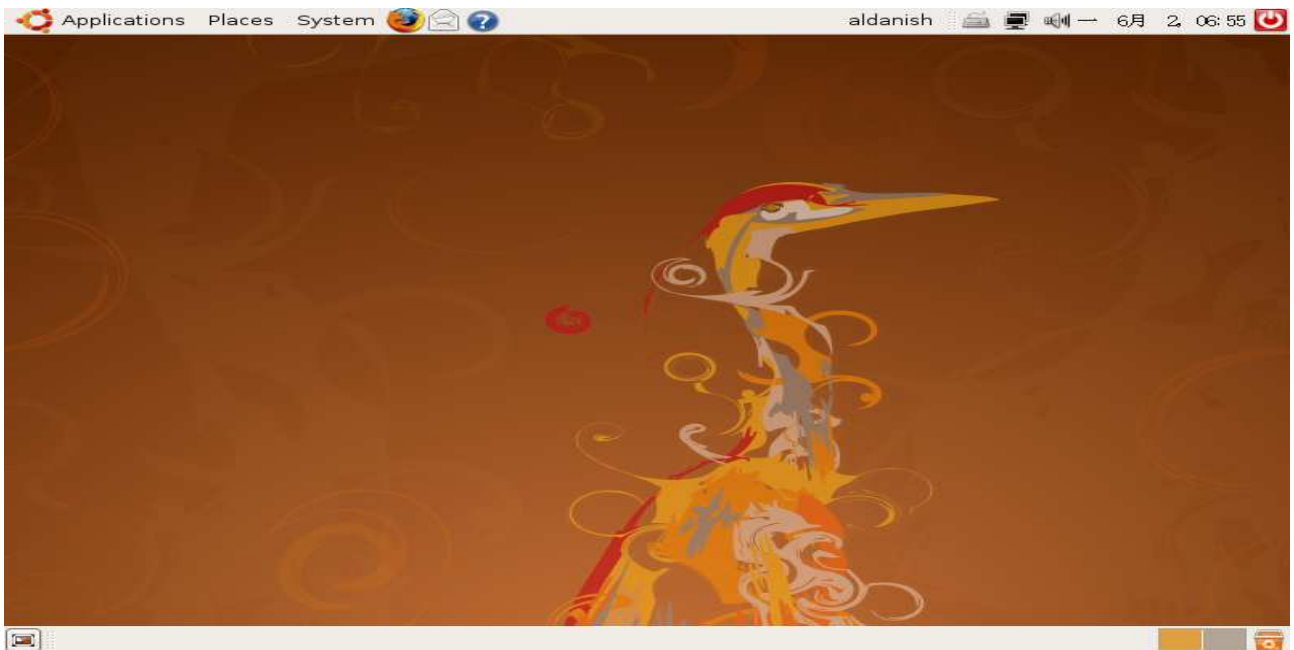 Applications Places System aldanish 一 6月 2, 06:55